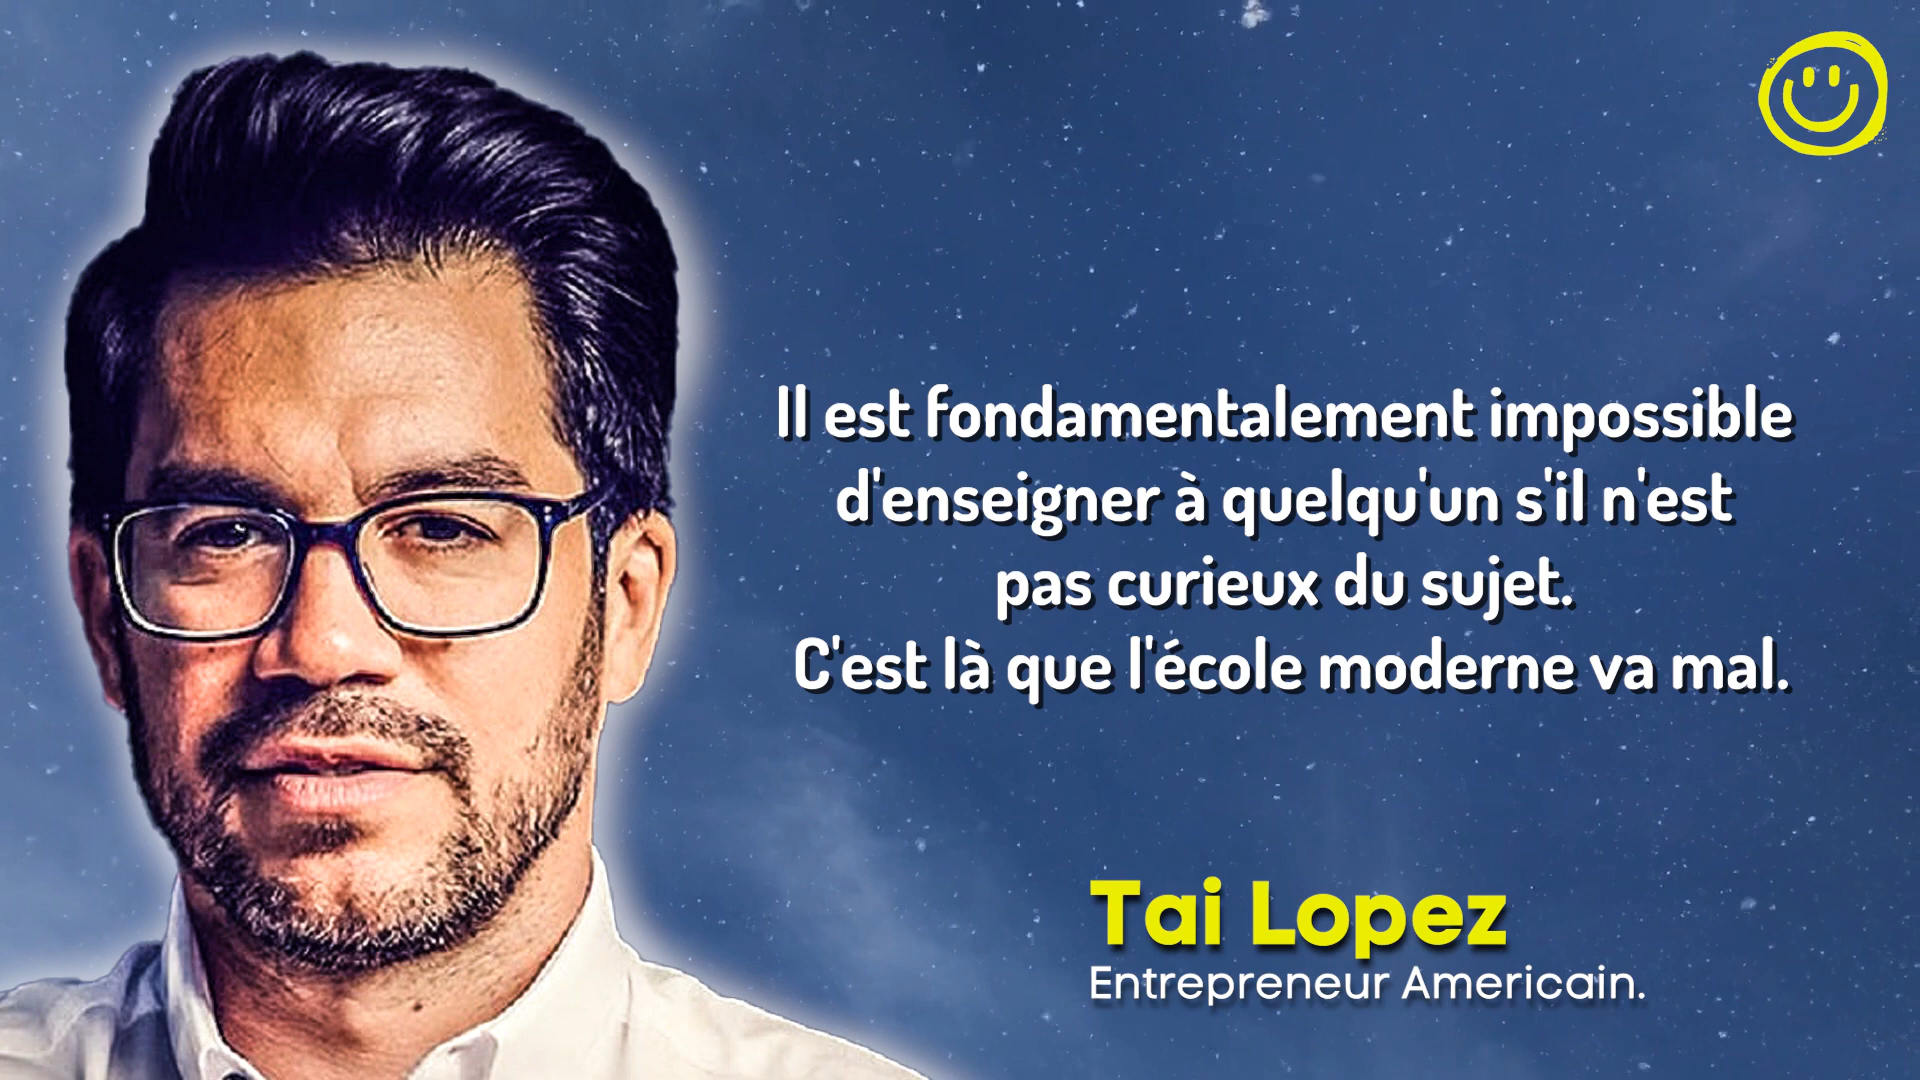 Il est fondamentalement impossible
d'enseigner à quelqu'un s'il n'est
pas curieux du sujet.
C'est là que l'école moderne va mal.
Tai Lopez
Entrepreneur Americain.